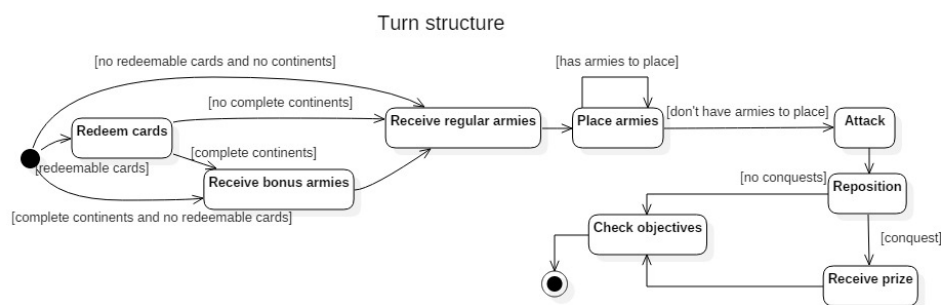 Turn structure
[no redeemable cards and no continents]
[has armies to place]
[no complete continents]
[don't have armies to place]
Redeem cards
Receive regular armies
Place armies
Attack
[complete continents]
[redeemable cards]
Receive bonus armies
[no conquests]
Reposition
[complete continents and no redeemable cards]
Check objectives
[conquest]
Receive prize